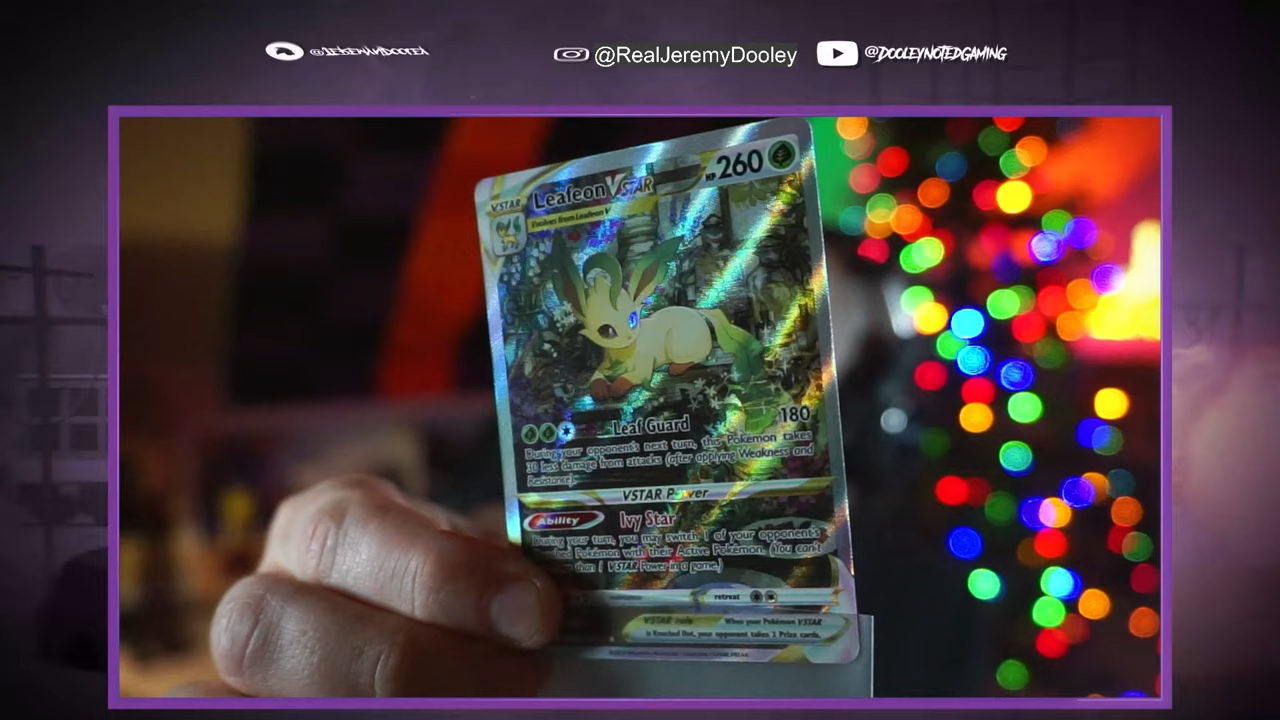 @RealJeremyDooley
@DOOLEYNOTEDGAMING
VSTAR
Leafeon VSTAR
HP 260
Evolves from Leafeon V
Leaf Guard 180
During your opponent's next turn, this Pokémon takes
30 less damage from attacks (after applying Weakness and
Resistance).
VSTAR Power
Ability Ivy Star
During your turn, you may switch 1 of your opponent's
Pokémon with their Active Pokémon. (You can't
than 1 VSTAR Power in a game.)
retreat
VSTAR rule When your Pokémon VSTAR
is Knocked Out, your opponent takes 2 Prize cards.